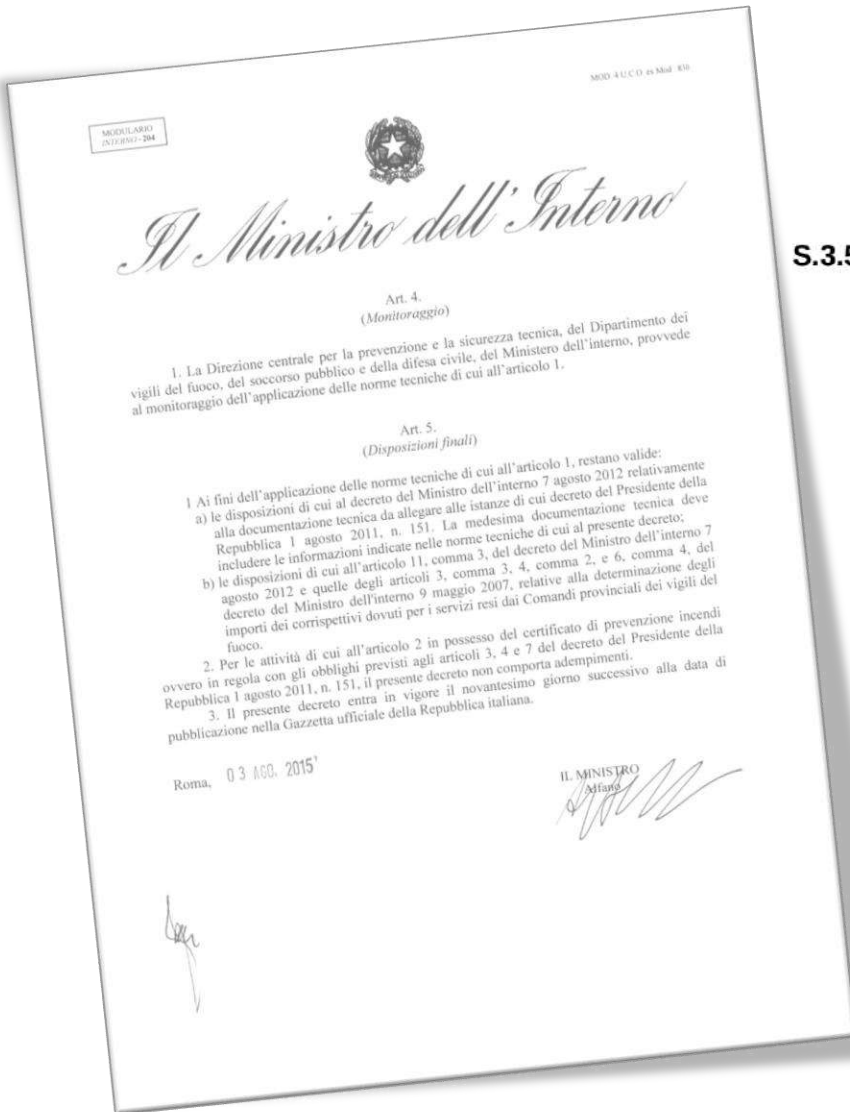 MOD. 4 U.C.O. ex Mod. 836
MODULARIO
INTERNO - 204
Il Ministro dell'Interno
S.3.5
Art. 4.
(Monitoraggio)
1. La Direzione centrale per la prevenzione e la sicurezza tecnica, del Dipartimento dei
vigili del fuoco, del soccorso pubblico e della difesa civile, del Ministero dell'interno, provvede
al monitoraggio dell'applicazione delle norme tecniche di cui all'articolo 1.
Art. 5.
(Disposizioni finali)
1 Ai fini dell'applicazione delle norme tecniche di cui all'articolo 1, restano valide:
a) le disposizioni di cui al decreto del Ministro dell'interno 7 agosto 2012 relativamente
alla documentazione tecnica da allegare alle istanze di cui decreto del Presidente della
Repubblica 1 agosto 2011, n. 151. La medesima documentazione tecnica deve
includere le informazioni indicate nelle norme tecniche di cui al presente decreto;
b) le disposizioni di cui all'articolo 11, comma 3, del decreto del Ministro dell'interno 7
agosto 2012 e quelle degli articoli 3, comma 3, 4, comma 2, e 6, comma 4, del
decreto del Ministro dell'interno 9 maggio 2007, relative alla determinazione degli
importi dei corrispettivi dovuti per i servizi resi dai Comandi provinciali dei vigili del
fuoco.
2. Per le attività di cui all'articolo 2 in possesso del certificato di prevenzione incendi
ovvero in regola con gli obblighi previsti agli articoli 3, 4 e 7 del decreto del Presidente della
Repubblica 1 agosto 2011, n. 151, il presente decreto non comporta adempimenti.
3. Il presente decreto entra in vigore il novantesimo giorno successivo alla data di
pubblicazione nella Gazzetta ufficiale della Repubblica italiana.
Roma, 03 AGO. 2015
IL MINISTRO
Alfano